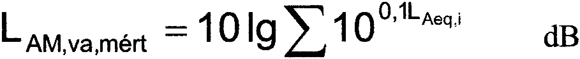 L_AM,va,mért = 10 lg ∑ 10^0,1L_Aeq,i dB